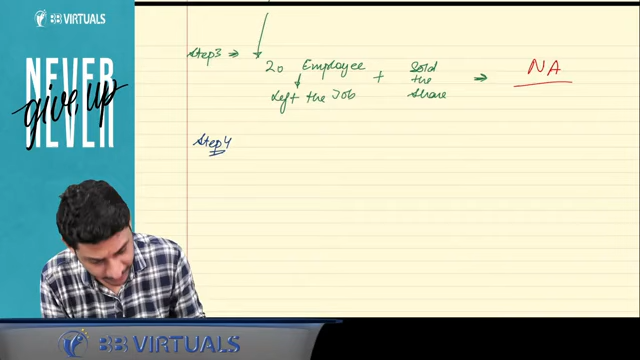 BB VIRTUALS
NEVER
give up
NEVER
Step3 ⇒
20 Employee + Sold ⇒ NA
↓ the
Left the Job Share
Step4
BB VIRTUALS